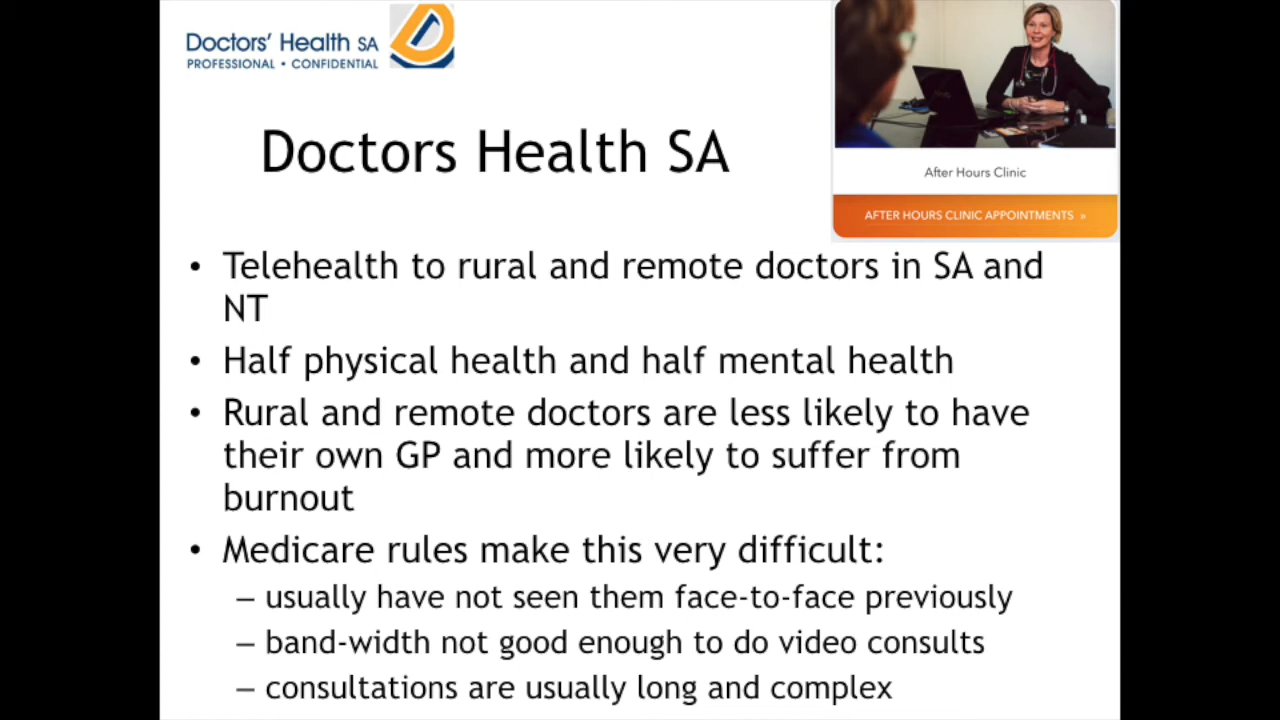 Doctors' Health SA
PROFESSIONAL • CONFIDENTIAL
Doctors Health SA
After Hours Clinic
AFTER HOURS CLINIC APPOINTMENTS »
• Telehealth to rural and remote doctors in SA and
NT
• Half physical health and half mental health
• Rural and remote doctors are less likely to have
their own GP and more likely to suffer from
burnout
• Medicare rules make this very difficult:
– usually have not seen them face-to-face previously
– band-width not good enough to do video consults
– consultations are usually long and complex